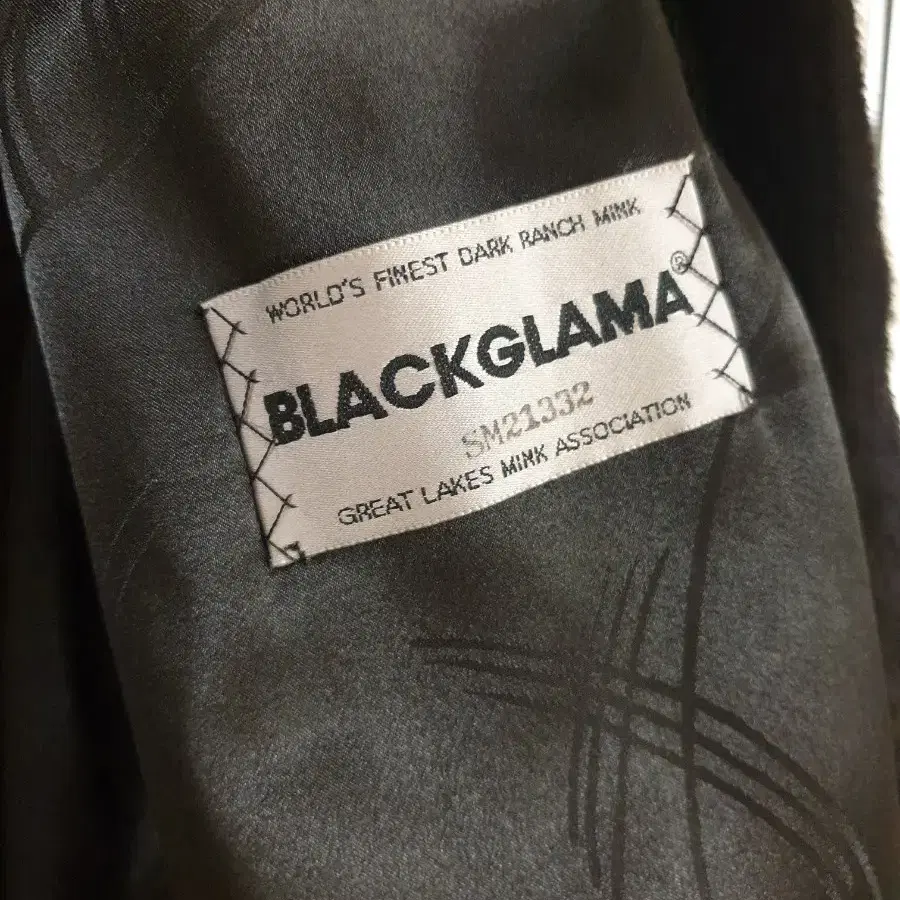 WORLD'S FINEST DARK RANCH MINK
BLACKGLAMA®
SM21332
GREAT LAKES MINK ASSOCIATION